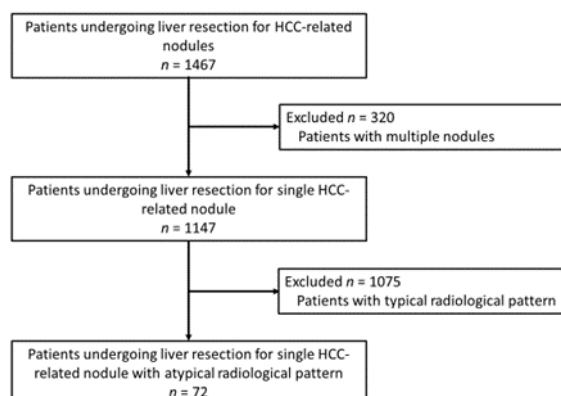 Patients undergoing liver resection for HCC-related
nodules
n = 1467
Excluded n = 320
Patients with multiple nodules
Patients undergoing liver resection for single HCC-
related nodule
n = 1147
Excluded n = 1075
Patients with typical radiological pattern
Patients undergoing liver resection for single HCC-
related nodule with atypical radiological pattern
n = 72